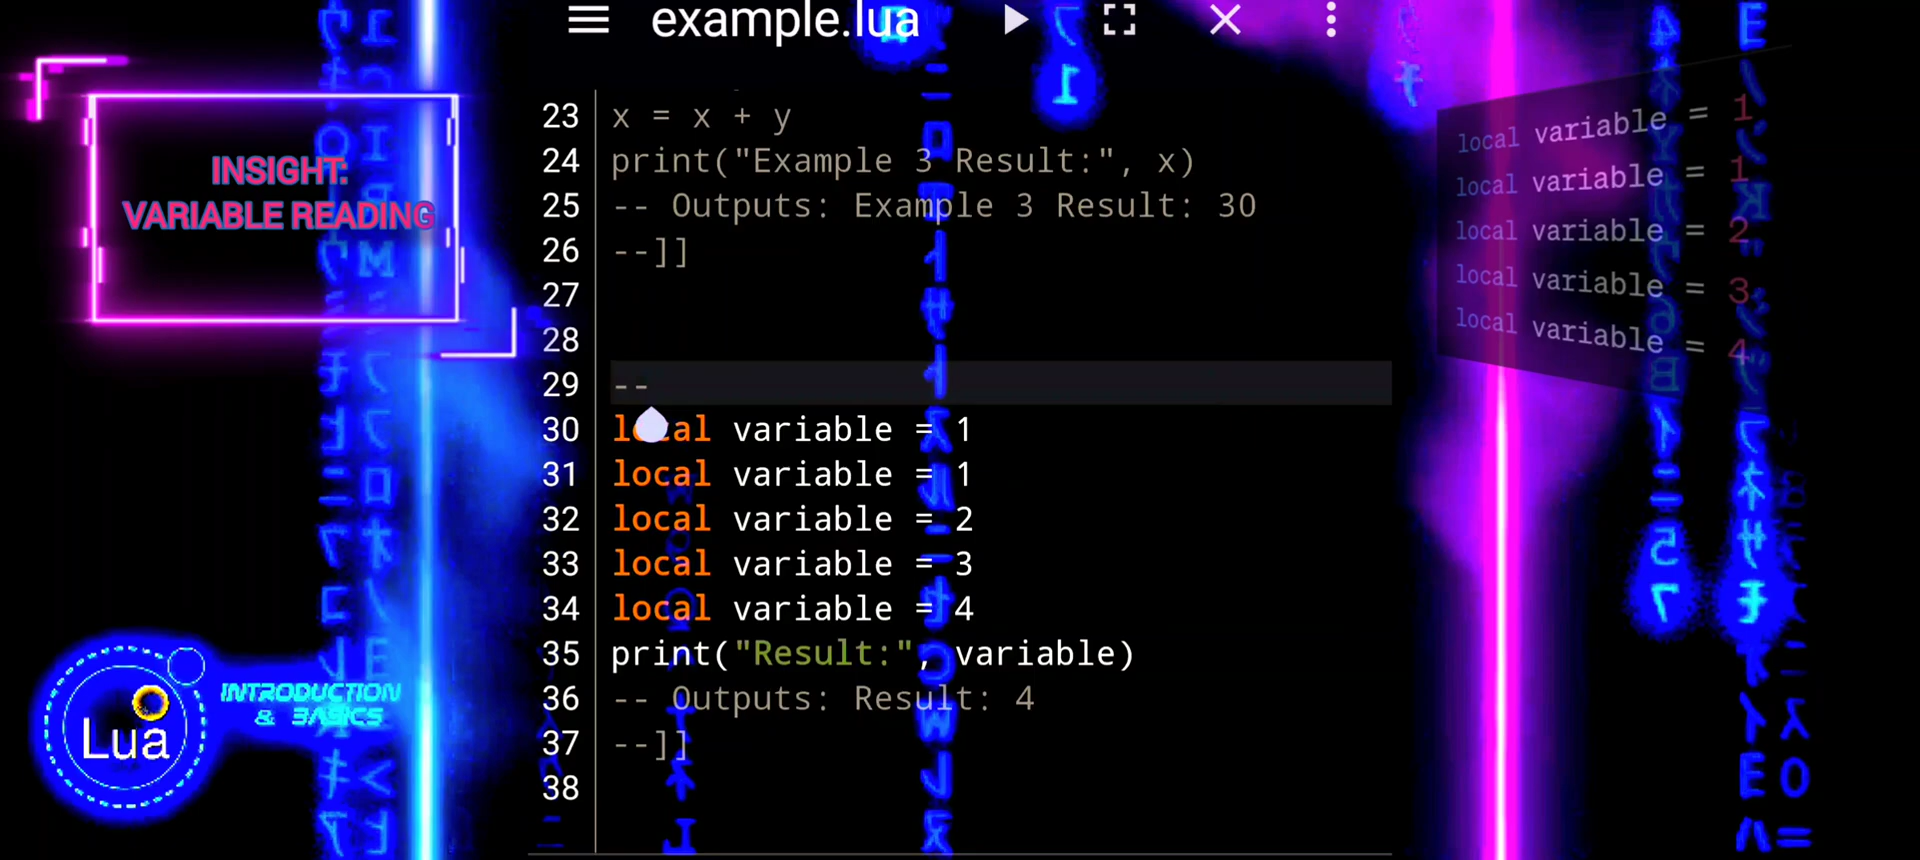 example.lua
INSIGHT:
VARIABLE READING
23 x = x + y
24 print("Example 3 Result:", x)
25 -- Outputs: Example 3 Result: 30
26 --]]
27
28
29 --
30 local variable = 1
31 local variable = 1
32 local variable = 2
33 local variable = 3
34 local variable = 4
35 print("Result:", variable)
36 -- Outputs: Result: 4
37 --]]
38
local variable = 1
local variable = 1
local variable = 2
local variable = 3
local variable = 4
Lua
INTRODUCTION
& BASICS